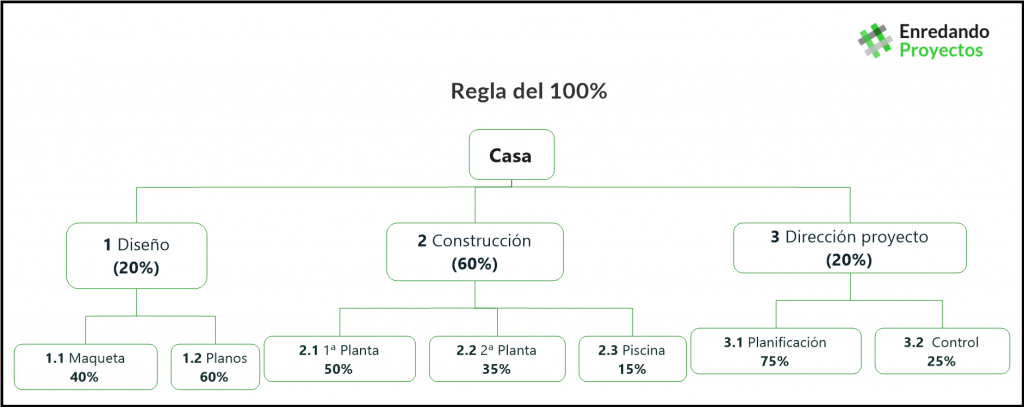 Enredando
Proyectos
Regla del 100%
Casa
1 Diseño
(20%)
2 Construcción
(60%)
3 Dirección proyecto
(20%)
1.1 Maqueta
40%
1.2 Planos
60%
2.1 1ª Planta
50%
2.2 2ª Planta
35%
2.3 Piscina
15%
3.1 Planificación
75%
3.2 Control
25%